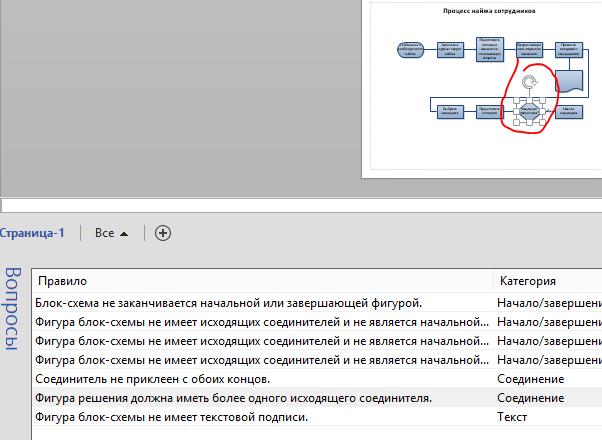 Процесс найма сотрудников
Страница-1
Все
Вопросы
Правило
Категория
Блок-схема не заканчивается начальной или завершающей фигурой.
Начало/завершени
Фигура блок-схемы не имеет исходящих соединителей и не является начальной...
Начало/завершени
Фигура блок-схемы не имеет исходящих соединителей и не является начальной...
Начало/завершени
Фигура блок-схемы не имеет исходящих соединителей и не является начальной...
Начало/завершени
Соединитель не приклеен с обоих концов.
Соединение
Фигура решения должна иметь более одного исходящего соединителя.
Соединение
Фигура блок-схемы не имеет текстовой подписи.
Текст